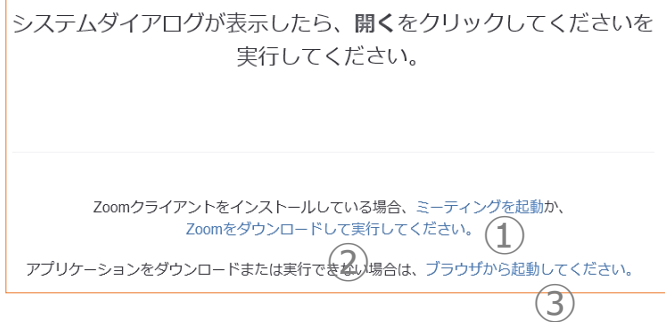 システムダイアログが表示したら、開くをクリックしてくださいを
実行してください。
Zoomクライアントをインストールしている場合、ミーティングを起動か、
Zoomをダウンロードして実行してください。
①
アプリケーションをダウンロードまたは実行できない場合は、ブラウザから起動してください。
②
③